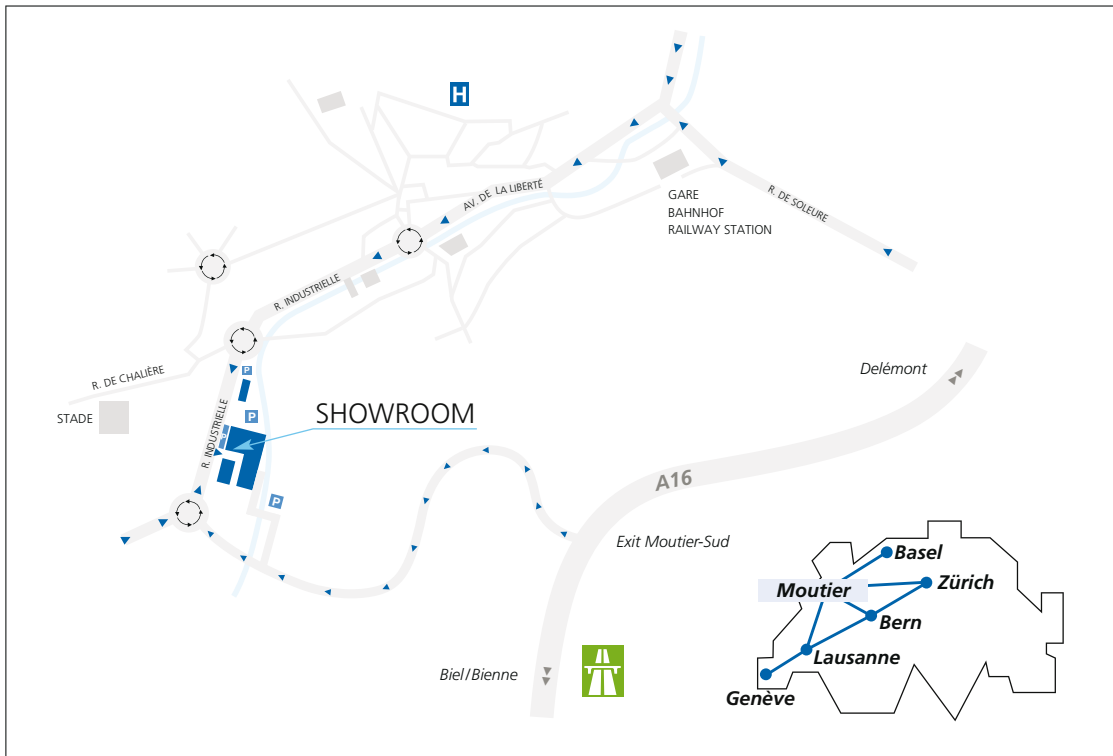 H
AV. DE LA LIBERTÉ
GARE
BAHNHOF
RAILWAY STATION
R. DE SOLEURE
R. INDUSTRIELLE
R. DE CHALIÈRE
P
STADE
P
SHOWROOM
R. INDUSTRIELLE
P
Delémont
A16
Exit Moutier-Sud
Biel/Bienne
Basel
Moutier
Zürich
Bern
Lausanne
Genève